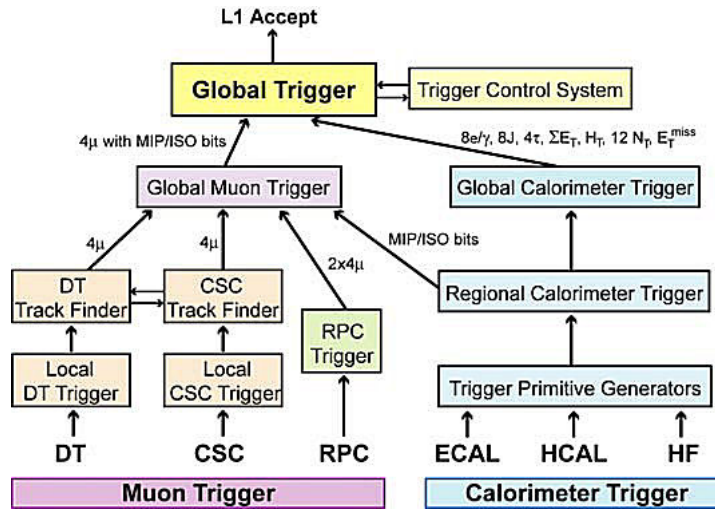 L1 Accept
Global Trigger
Trigger Control System
4μ with MIP/ISO bits
8e/γ, 8J, 4τ, ΣE_T, H_T, 12 N_T, E_T^miss
Global Muon Trigger
Global Calorimeter Trigger
4μ
4μ
2x4μ
MIP/ISO bits
DT
Track Finder
CSC
Track Finder
RPC
Trigger
Regional Calorimeter Trigger
Local
DT Trigger
Local
CSC Trigger
Trigger Primitive Generators
DT
CSC
RPC
ECAL
HCAL
HF
Muon Trigger
Calorimeter Trigger